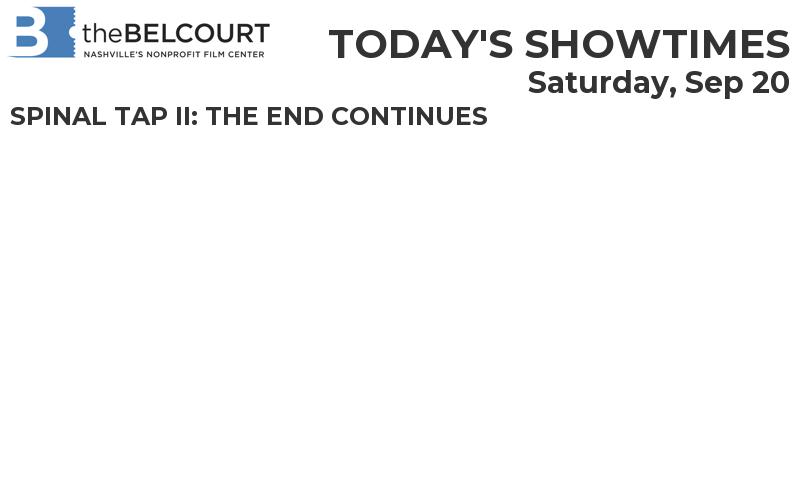 B theBELCOURT
NASHVILLE'S NONPROFIT FILM CENTER
TODAY'S SHOWTIMES
Saturday, Sep 20
SPINAL TAP II: THE END CONTINUES